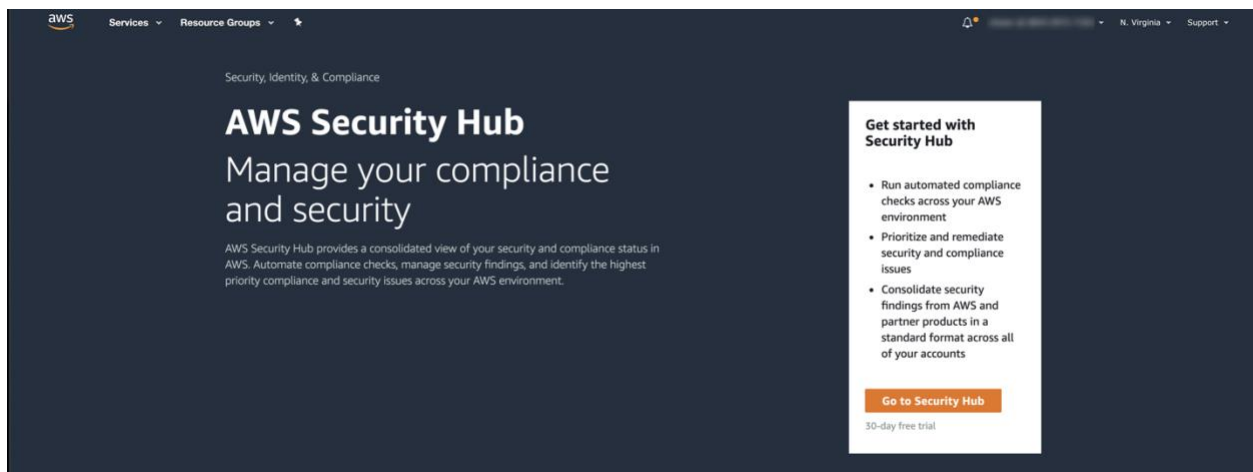 aws
Services
Resource Groups
N. Virginia
Support
Security, Identity, & Compliance
AWS Security Hub
Manage your compliance
and security
AWS Security Hub provides a consolidated view of your security and compliance status in
AWS. Automate compliance checks, manage security findings, and identify the highest
priority compliance and security issues across your AWS environment.
Get started with
Security Hub
• Run automated compliance
checks across your AWS
environment
• Prioritize and remediate
security and compliance
issues
• Consolidate security
findings from AWS and
partner products in a
standard format across all
of your accounts
Go to Security Hub
30-day free trial